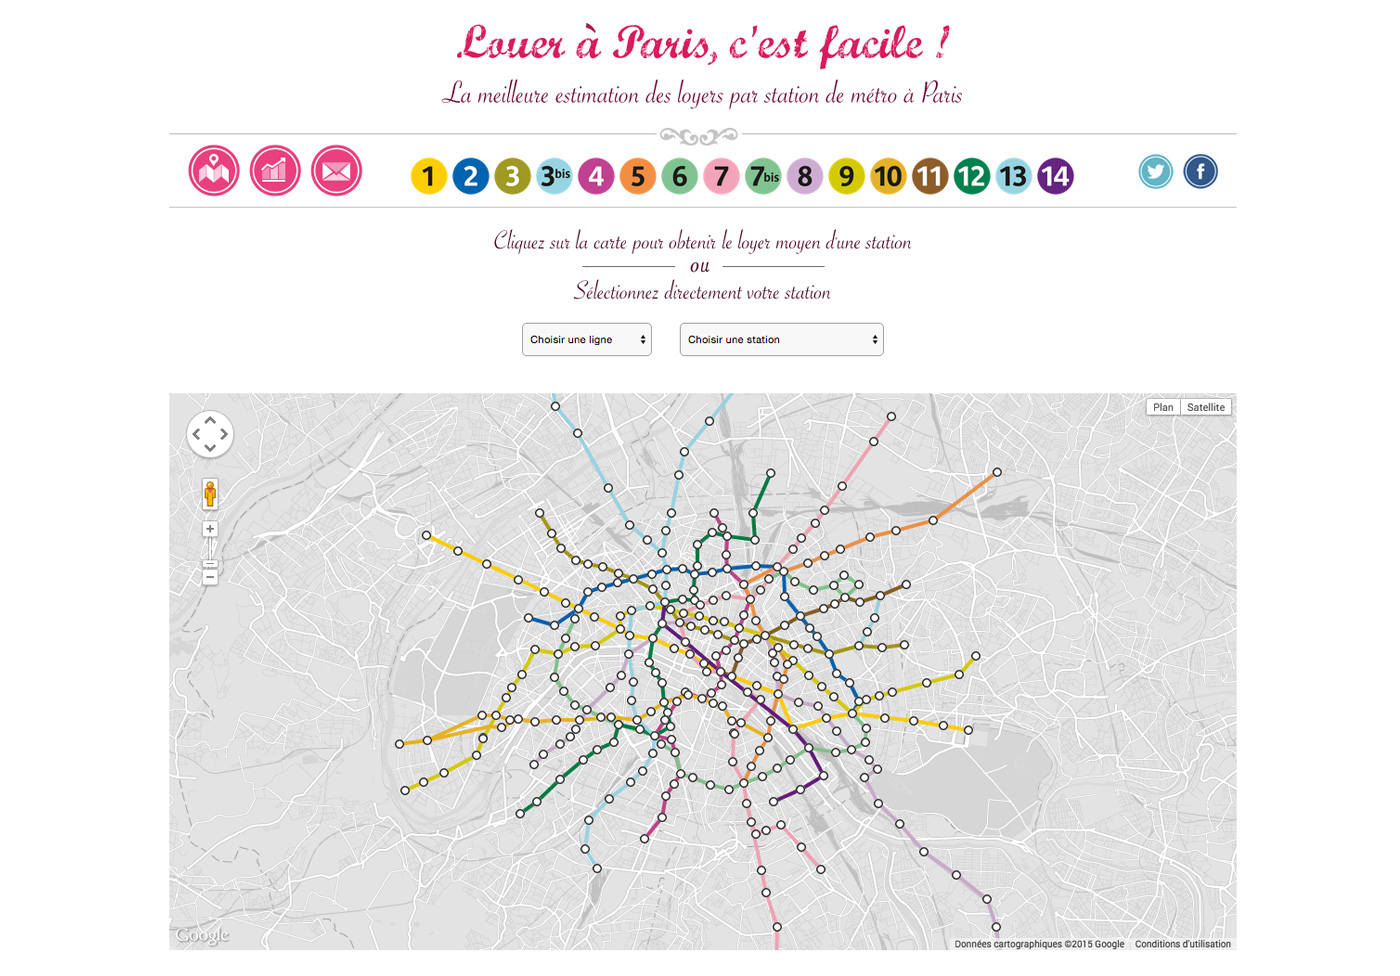 Louer à Paris, c'est facile !
La meilleure estimation des loyers par station de métro à Paris
1 2 3 3bis 4 5 6 7 7bis 8 9 10 11 12 13 14
f
Cliquez sur la carte pour obtenir le loyer moyen d'une station
ou
Sélectionnez directement votre station
Choisir une ligne Choisir une station
Plan Satellite
+
−
Google Données cartographiques ©2015 Google Conditions d'utilisation